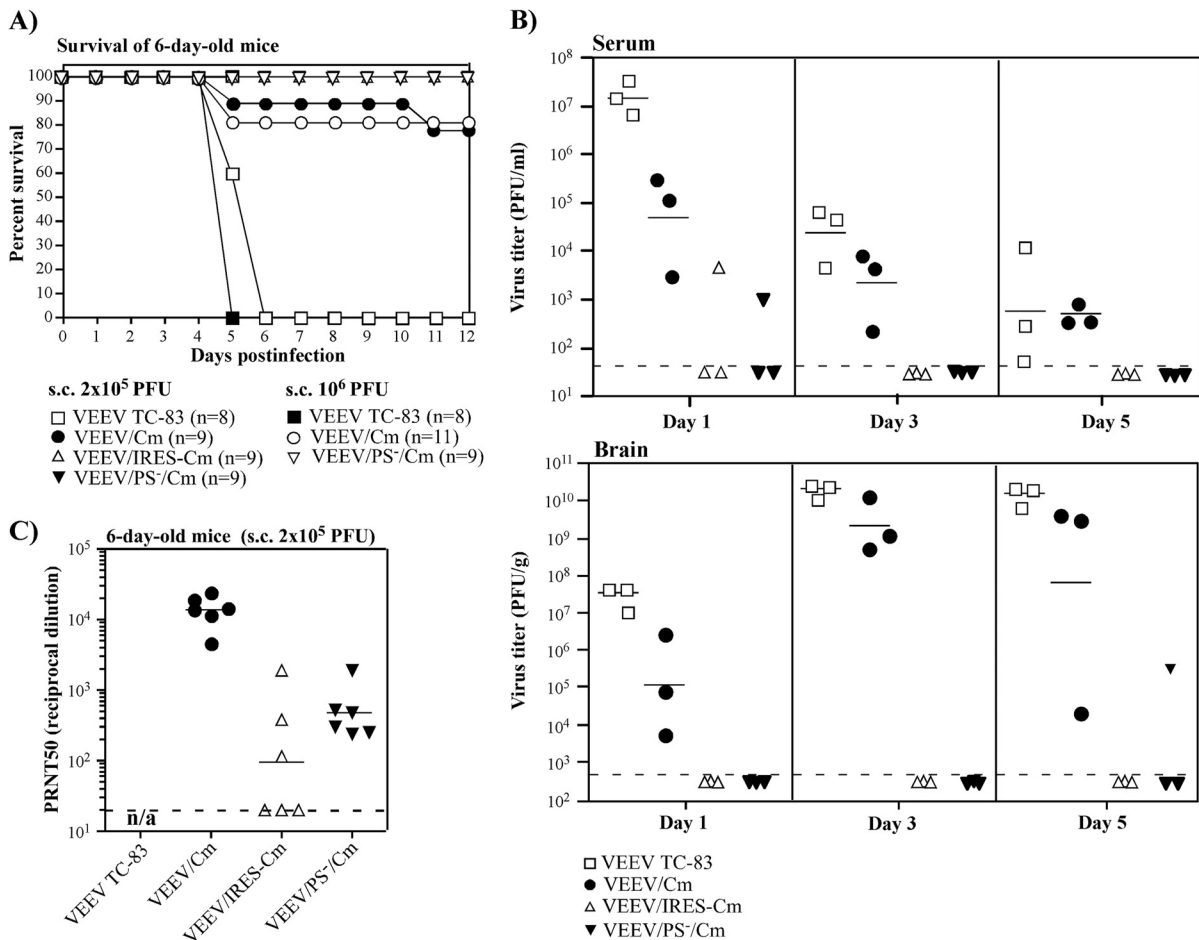 A)
Survival of 6-day-old mice
Percent survival
100
90
80
70
60
50
40
30
20
10
0
0 1 2 3 4 5 6 7 8 9 10 11 12
Days postinfection
s.c. 2x10⁵ PFU
VEEV TC-83 (n=8)
VEEV/Cm (n=9)
VEEV/IRES-Cm (n=9)
VEEV/PS⁻/Cm (n=9)
s.c. 10⁶ PFU
VEEV TC-83 (n=8)
VEEV/Cm (n=11)
VEEV/PS⁻/Cm (n=9)
B)
Serum
Virus titer (PFU/ml)
10⁸
10⁷
10⁶
10⁵
10⁴
10³
10²
10¹
Day 1 Day 3 Day 5
Brain
Virus titer (PFU/g)
10¹¹
10¹⁰
10⁹
10⁸
10⁷
10⁶
10⁵
10⁴
10³
10²
Day 1 Day 3 Day 5
VEEV TC-83
VEEV/Cm
VEEV/IRES-Cm
VEEV/PS⁻/Cm
C)
6-day-old mice (s.c. 2x10⁵ PFU)
PRNT50 (reciprocal dilution)
10⁵
10⁴
10³
10²
10¹
n/a
VEEV TC-83
VEEV/Cm
VEEV/IRES-Cm
VEEV/PS⁻/Cm